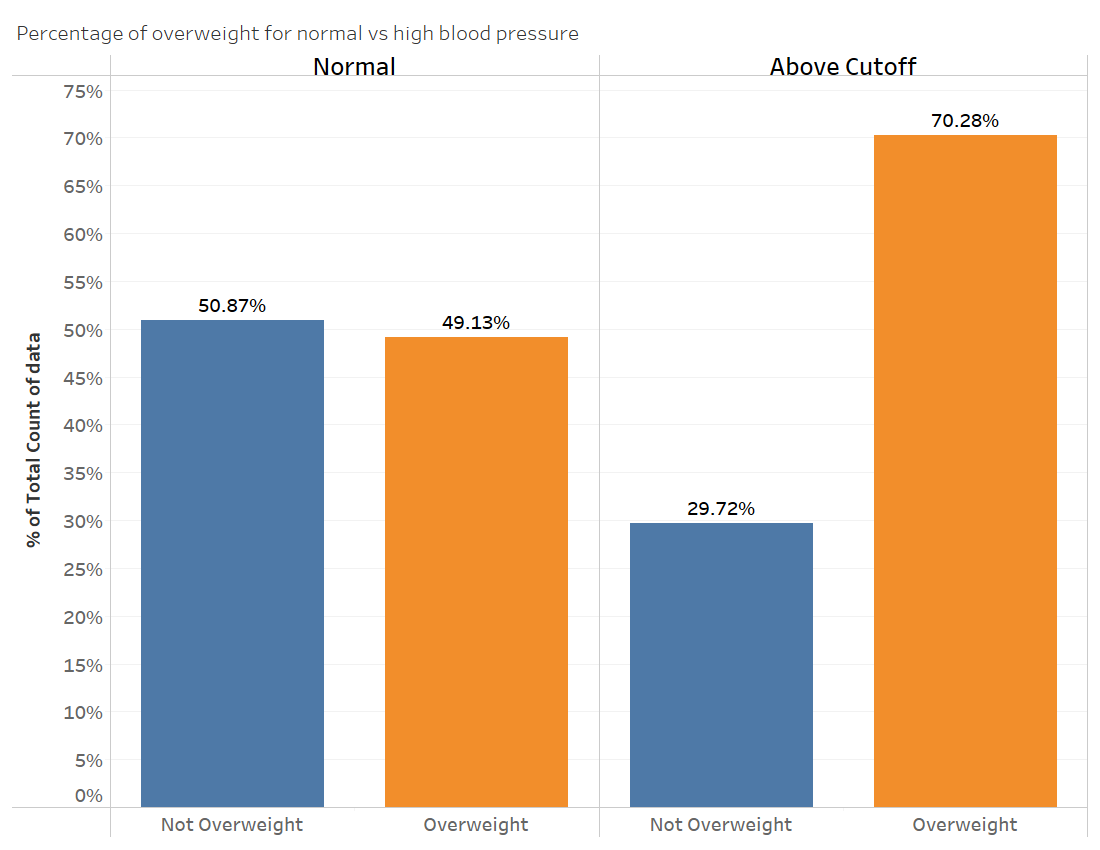 Percentage of overweight for normal vs high blood pressure
Normal
Above Cutoff
75%
70%
65%
60%
55%
50%
45%
40%
35%
30%
25%
20%
15%
10%
5%
0%
% of Total Count of data
50.87%
49.13%
29.72%
70.28%
Not Overweight
Overweight
Not Overweight
Overweight